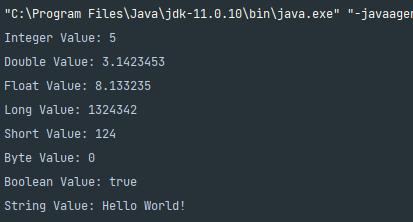 "C:\Program Files\Java\jdk-11.0.10\bin\java.exe" "-javaagen
Integer Value: 5
Double Value: 3.1423453
Float Value: 8.133235
Long Value: 1324342
Short Value: 124
Byte Value: 0
Boolean Value: true
String Value: Hello World!